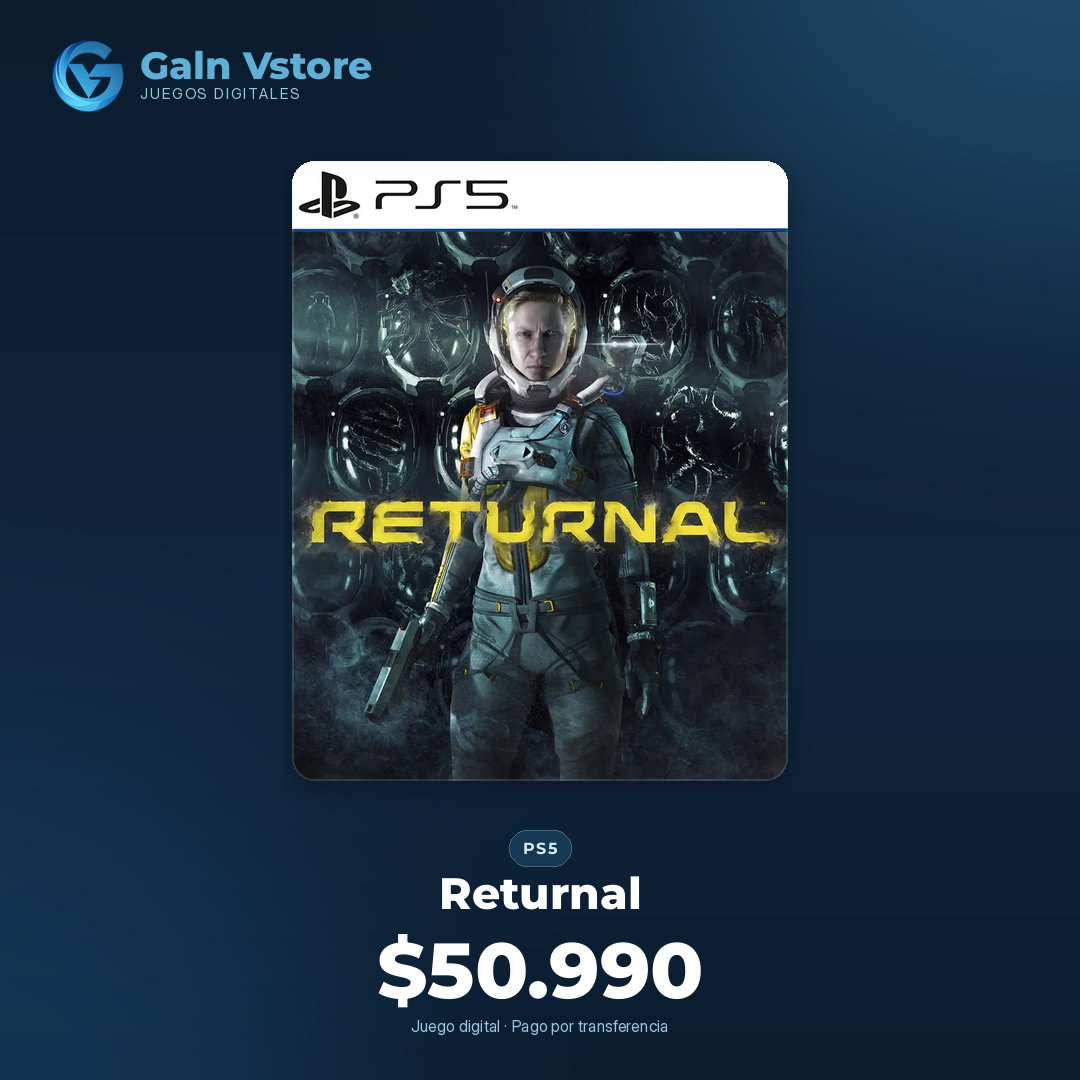 Galn Vstore
JUEGOS DIGITALES
PS5
RETURNAL
PS5
Returnal
$50.990
Juego digital · Pago por transferencia